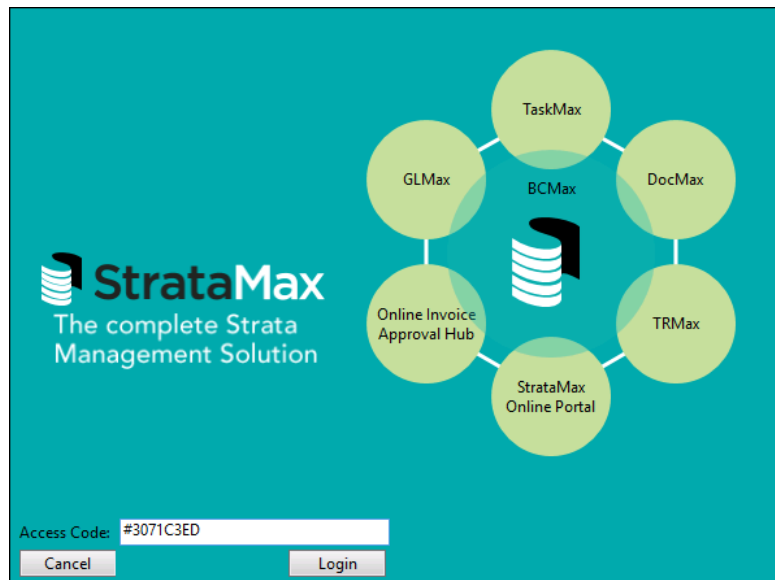 TaskMax
GLMax
BCMax
DocMax
StrataMax
The complete Strata
Management Solution
Online Invoice
Approval Hub
TRMax
StrataMax
Online Portal
Access Code: #3071C3ED
Cancel Login